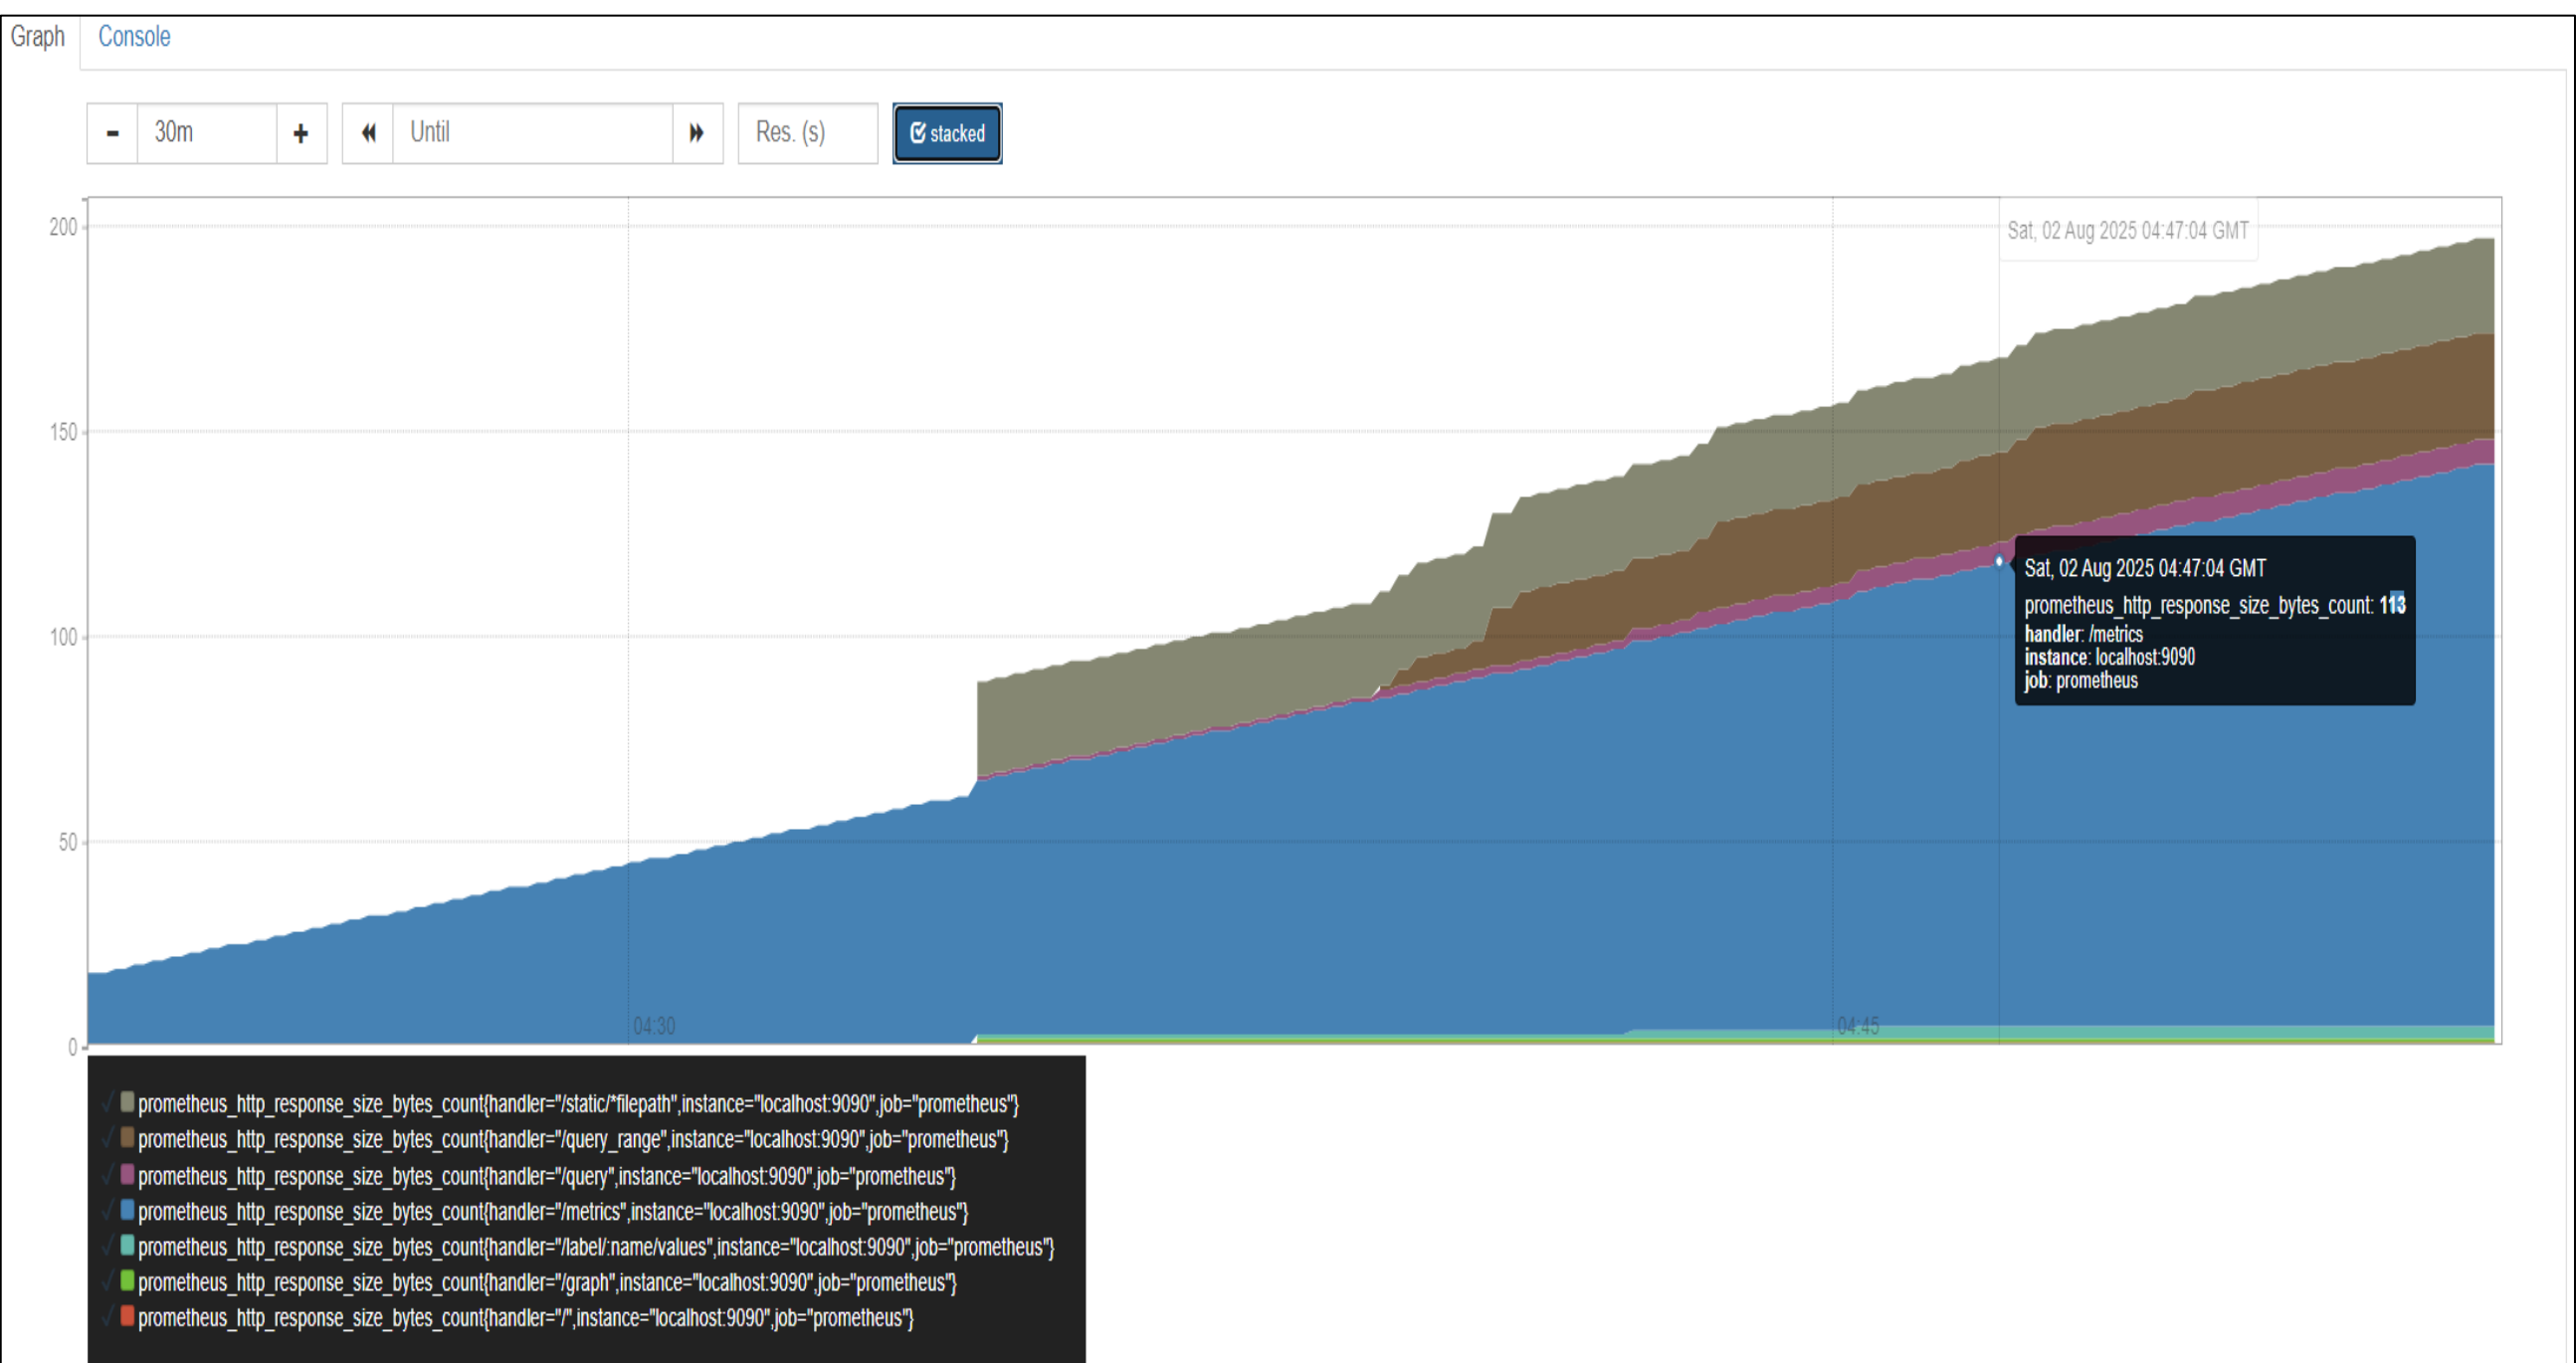 Graph Console
- 30m + Until Res. (s) stacked
200
Sat, 02 Aug 2025 04:47:04 GMT
150
100
Sat, 02 Aug 2025 04:47:04 GMT
prometheus_http_response_size_bytes_count: 113
handler: /metrics
instance: localhost:9090
job: prometheus
50
04:30 04:45
0
prometheus_http_response_size_bytes_count{handler="/static/*filepath",instance="localhost:9090",job="prometheus"}
prometheus_http_response_size_bytes_count{handler="/query_range",instance="localhost:9090",job="prometheus"}
prometheus_http_response_size_bytes_count{handler="/query",instance="localhost:9090",job="prometheus"}
prometheus_http_response_size_bytes_count{handler="/metrics",instance="localhost:9090",job="prometheus"}
prometheus_http_response_size_bytes_count{handler="/label/:name/values",instance="localhost:9090",job="prometheus"}
prometheus_http_response_size_bytes_count{handler="/graph",instance="localhost:9090",job="prometheus"}
prometheus_http_response_size_bytes_count{handler="/",instance="localhost:9090",job="prometheus"}